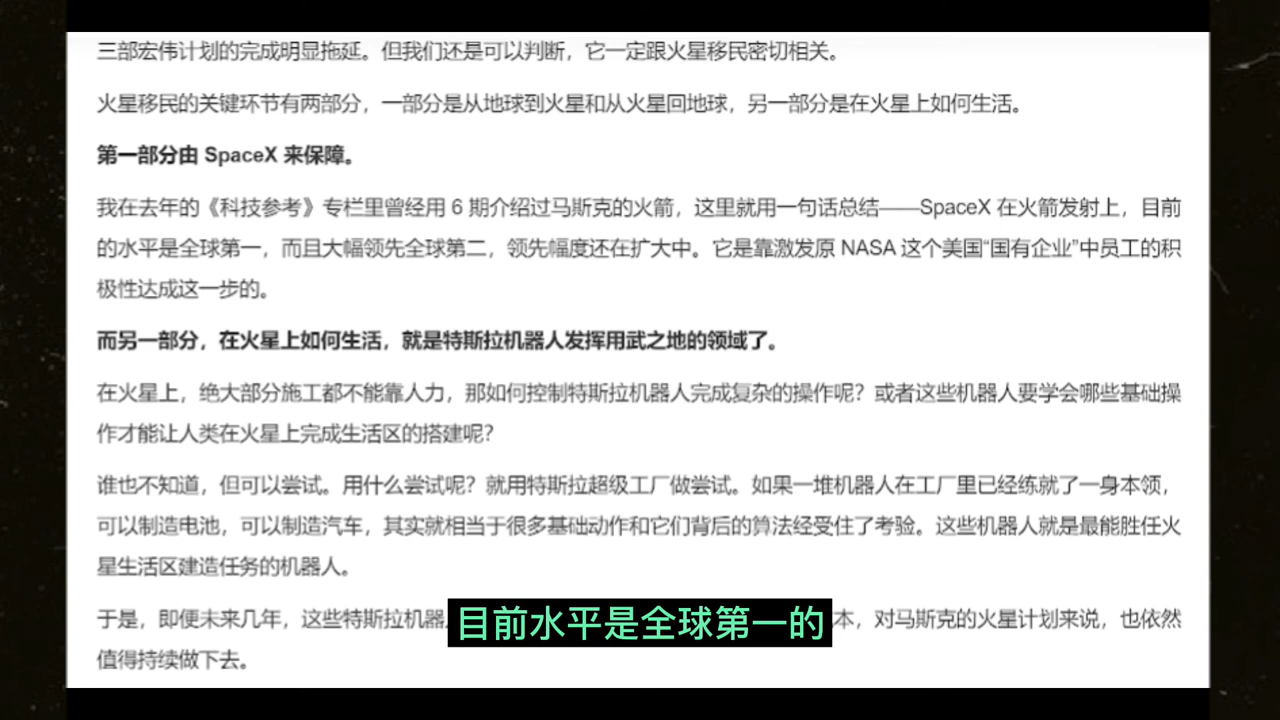 三部宏伟计划的完成明显拖延。但我们还是可以判断，它一定跟火星移民密切相关。
火星移民的关键环节有两部分，一部分是从地球到火星和从火星回地球，另一部分是在火星上如何生活。
第一部分由 SpaceX 来保障。
我在去年的《科技参考》专栏里曾经用 6 期介绍过马斯克的火箭，这里就用一句话总结——SpaceX 在火箭发射上，目前
的水平是全球第一，而且大幅领先全球第二，领先幅度还在扩大中。它是靠激发原 NASA 这个美国“国有企业”中员工的积
极性达成这一步的。
而另一部分，在火星上如何生活，就是特斯拉机器人发挥用武之地的领域了。
在火星上，绝大部分施工都不能靠人力，那如何控制特斯拉机器人完成复杂的操作呢？或者这些机器人要学会哪些基础操
作才能让人类在火星上完成生活区的搭建呢？
谁也不知道，但可以尝试。用什么尝试呢？就用特斯拉超级工厂做尝试。如果一堆机器人在工厂里已经练就了一身本领，
可以制造电池，可以制造汽车，其实就相当于很多基础动作和它们背后的算法经受住了考验。这些机器人就是最能胜任火
星生活区建造任务的机器人。
于是，即便未来几年，这些特斯拉机器 本，对马斯克的火星计划来说，也依然
目前水平是全球第一的
值得持续做下去。